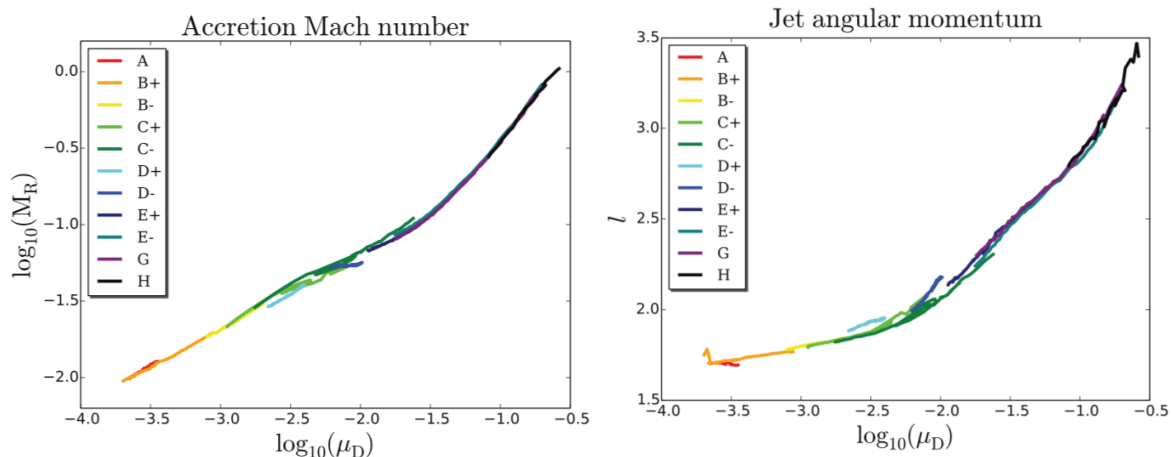 Accretion Mach number
log₁₀(M_R)
0.0
−0.5
−1.0
−1.5
−2.0
A
B+
B-
C+
C-
D+
D-
E+
E-
G
H
−4.0 −3.5 −3.0 −2.5 −2.0 −1.5 −1.0 −0.5
log₁₀(μ_D)
Jet angular momentum
l
3.5
3.0
2.5
2.0
1.5
A
B+
B-
C+
C-
D+
D-
E+
E-
G
H
−4.0 −3.5 −3.0 −2.5 −2.0 −1.5 −1.0 −0.5
log₁₀(μ_D)